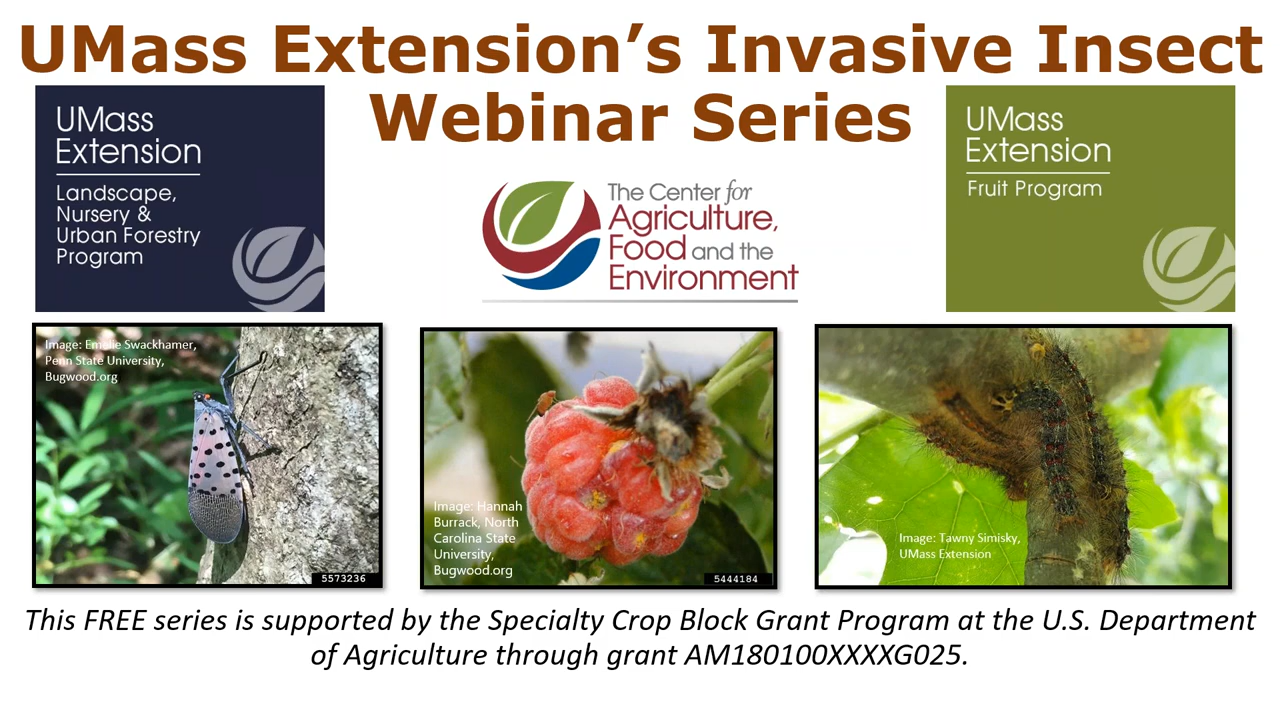 UMass Extension’s Invasive Insect
Webinar Series
UMass
Extension
Landscape,
Nursery &
Urban Forestry
Program
The Center for
Agriculture,
Food and the
Environment
UMass
Extension
Fruit Program
Image: Emelie Swackhamer,
Penn State University,
Bugwood.org
5573236
Image: Hannah
Burrack, North
Carolina State
University,
Bugwood.org
5444184
Image: Tawny Simisky,
UMass Extension
This FREE series is supported by the Specialty Crop Block Grant Program at the U.S. Department
of Agriculture through grant AM180100XXXXG025.